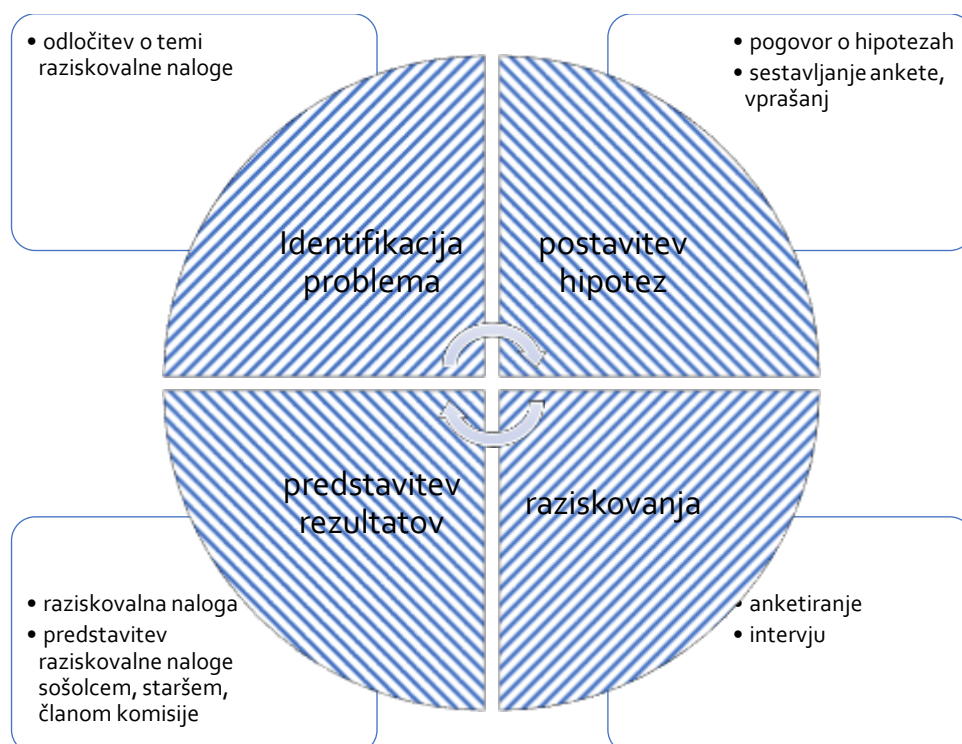 • odločitev o temi
raziskovalne naloge
• pogovor o hipotezah
• sestavljanje ankete,
vprašanj
Identifikacija
problema
postavitev
hipotez
predstavitev
rezultatov
raziskovanja
• raziskovalna naloga
• predstavitev
raziskovalne naloge
sošolcem, staršem,
članom komisije
• anketiranje
• intervju